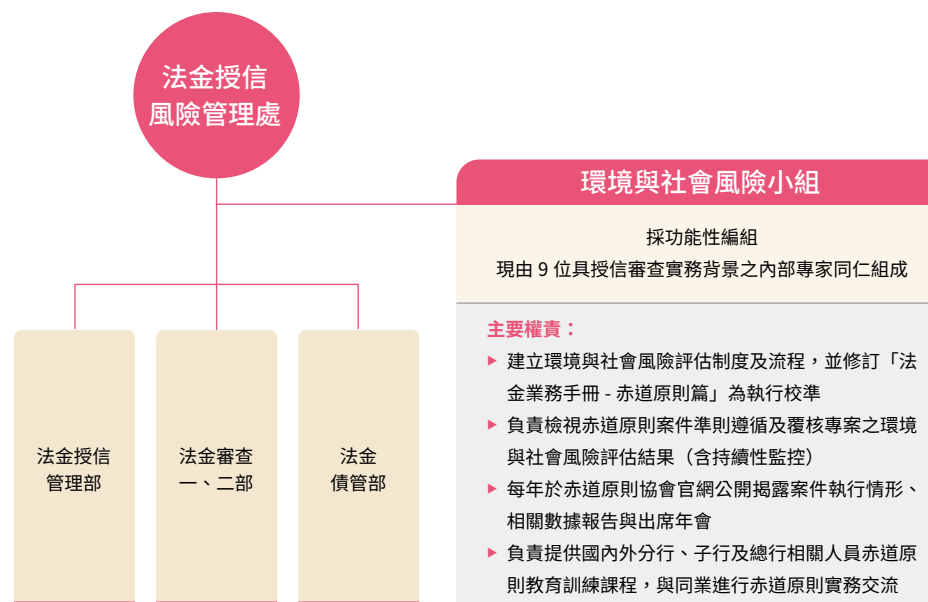 法金授信
風險管理處
環境與社會風險小組
採功能性編組
現由 9 位具授信審查實務背景之內部專家同仁組成
主要權責：
▶ 建立環境與社會風險評估制度及流程，並修訂「法
金業務手冊 - 赤道原則篇」為執行校準
▶ 負責檢視赤道原則案件準則遵循及覆核專案之環境
與社會風險評估結果（含持續性監控）
▶ 每年於赤道原則協會官網公開揭露案件執行情形、
相關數據報告與出席年會
▶ 負責提供國內外分行、子行及總行相關人員赤道原
則教育訓練課程，與同業進行赤道原則實務交流
法金授信
管理部
法金審查
一、二部
法金
債管部